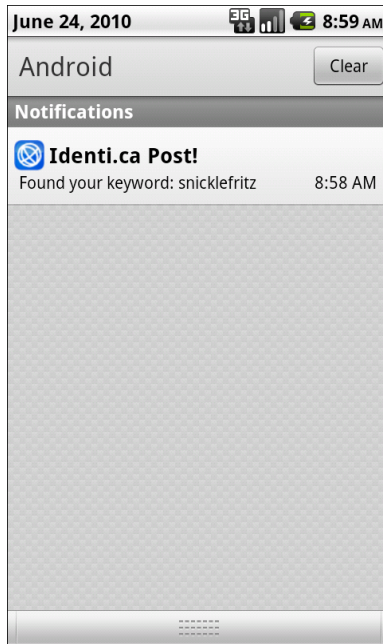 June 24, 2010 3G 8:59 AM
Android Clear
Notifications
Identi.ca Post!
Found your keyword: snicklefritz 8:58 AM